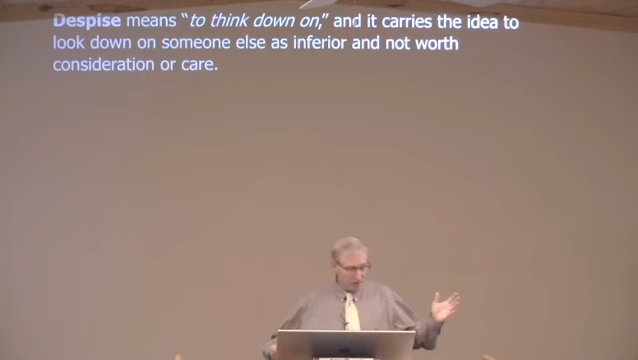 Despise means “to think down on,” and it carries the idea to
look down on someone else as inferior and not worth
consideration or care.